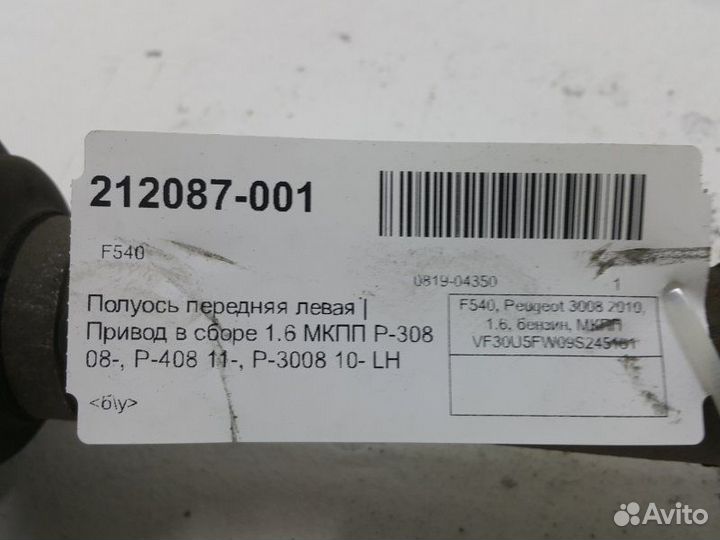 212087-001
F540
0819-04350 1
Полуось передняя левая |
Привод в сборе 1.6 МКПП P-308
08-, P-408 11-, P-3008 10- LH
<б\у>
F540, Peugeot 3008 2010,
1.6, бензин, МКПП
VF30U5FW09S245161
Avito